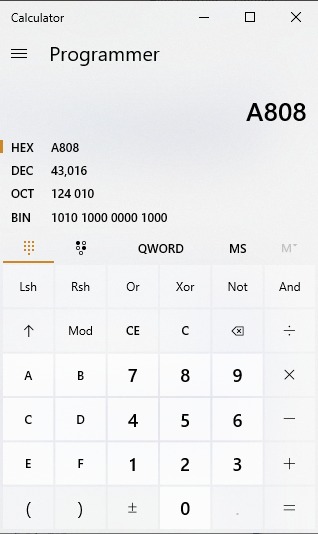 Calculator
Programmer
A808
HEX A808
DEC 43,016
OCT 124 010
BIN 1010 1000 0000 1000
QWORD MS M˅
Lsh Rsh Or Xor Not And
↑ Mod CE C ⌫ ÷
A B 7 8 9 ×
C D 4 5 6 −
E F 1 2 3 +
( ) ± 0 . =